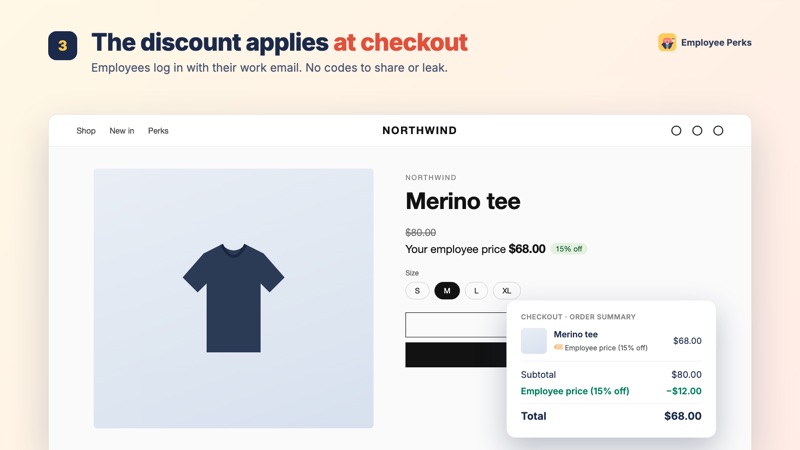 3
The discount applies at checkout
Employees log in with their work email. No codes to share or leak.
Employee Perks
Shop New in Perks
NORTHWIND
NORTHWIND
Merino tee
$80.00
Your employee price $68.00 15% off
Size
S M L XL
CHECKOUT · ORDER SUMMARY
Merino tee
Employee price (15% off)
$68.00
Subtotal $80.00
Employee price (15% off) −$12.00
Total $68.00